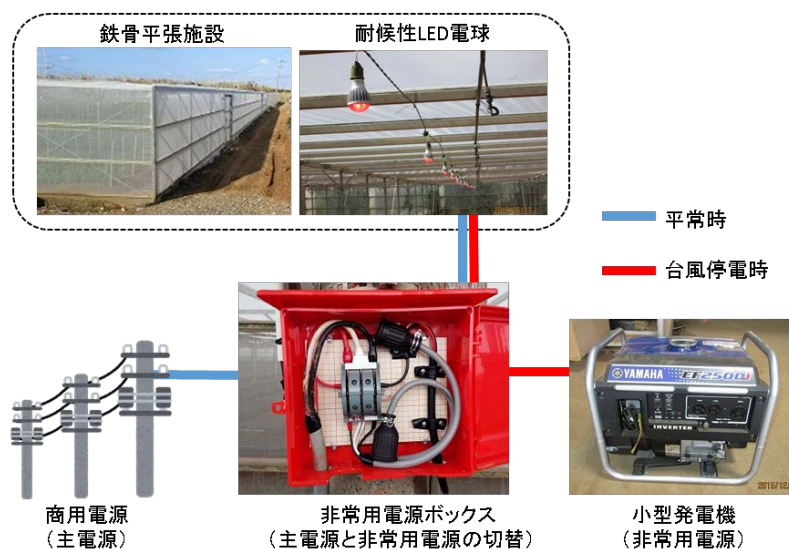 鉄骨平張施設
耐候性LED電球
平常時
台風停電時
YAMAHA EF2500i
INVERTER
商用電源
（主電源）
非常用電源ボックス
（主電源と非常用電源の切替）
小型発電機
（非常用電源）